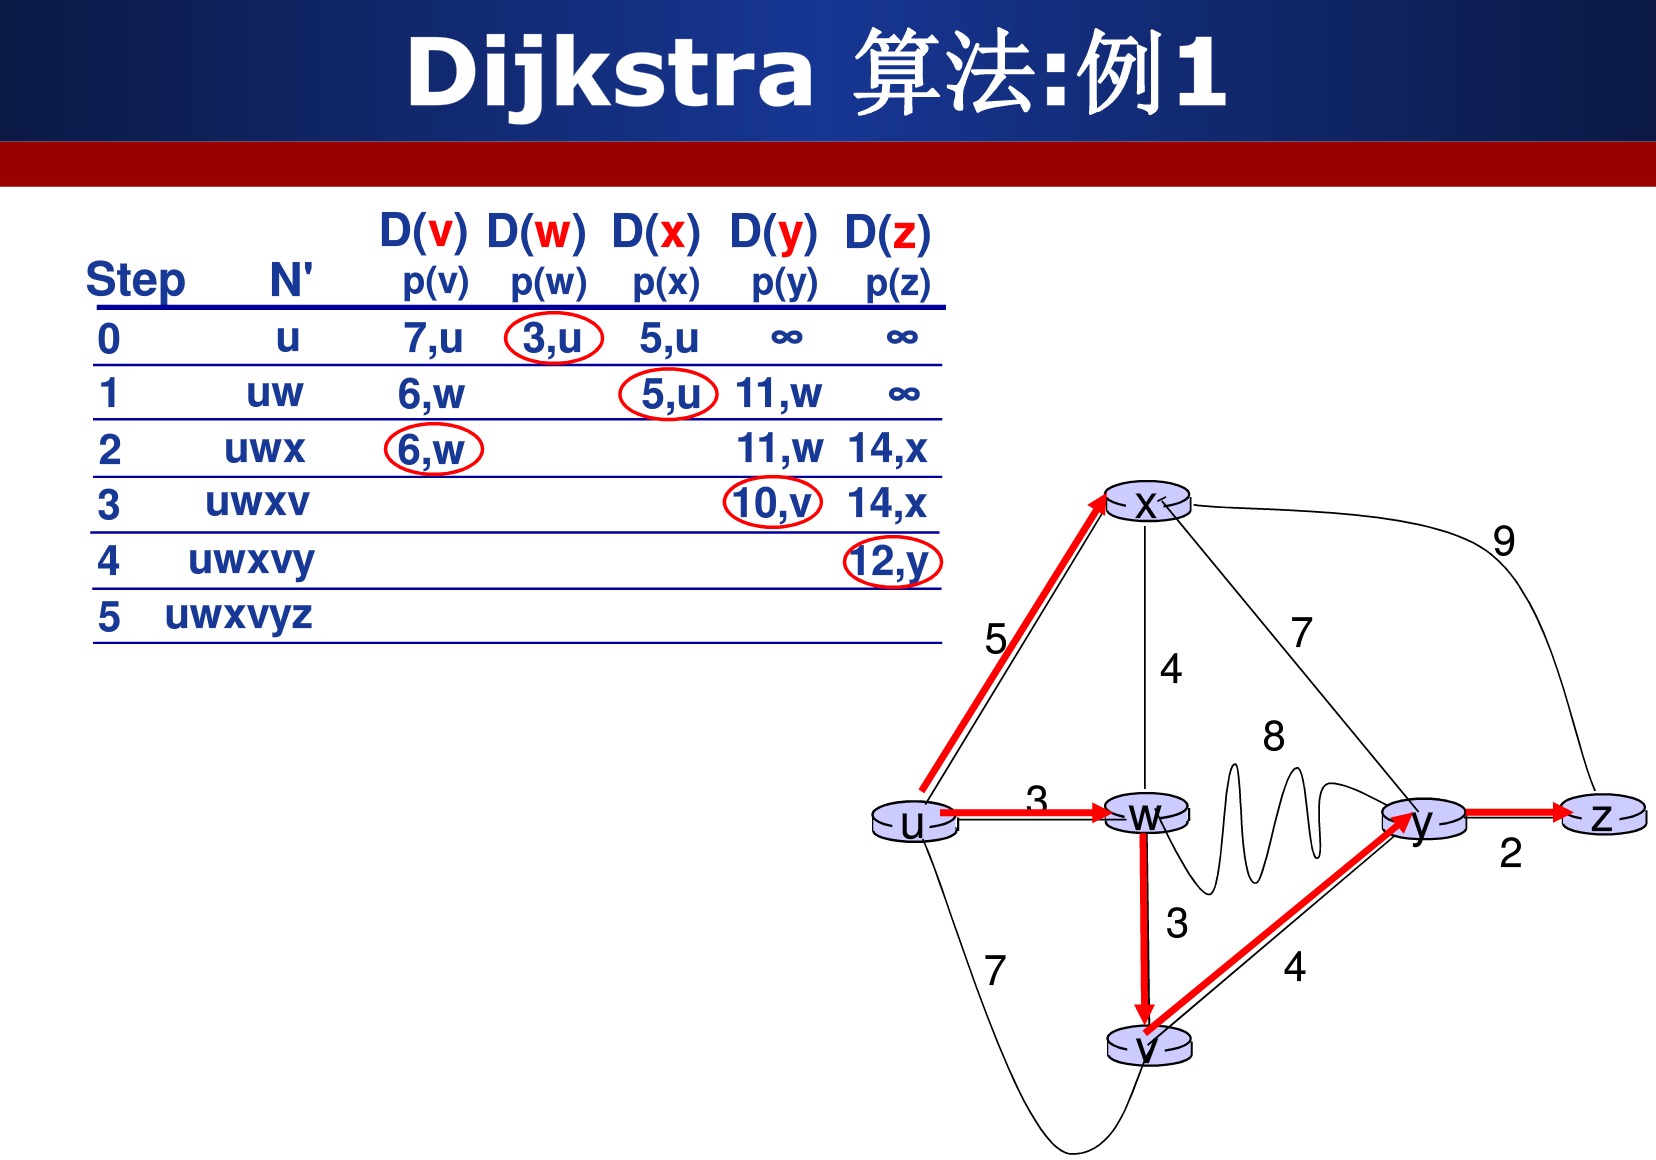 Dijkstra 算法:例1
D(v) D(w) D(x) D(y) D(z)
Step N' p(v) p(w) p(x) p(y) p(z)
0 u 7,u 3,u 5,u ∞ ∞
1 uw 6,w 5,u 11,w ∞
2 uwx 6,w 11,w 14,x
3 uwxv 10,v 14,x
4 uwxvy 12,y
5 uwxvyz
x
9
5
7
4
8
3
u
w
y
z
2
3
7
4
v